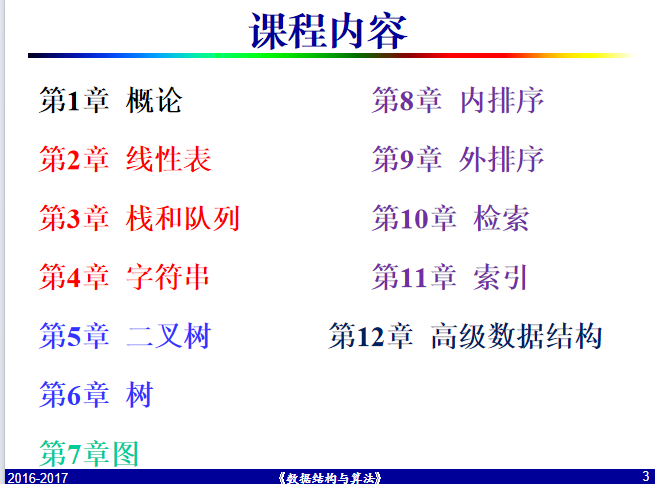 课程内容
第1章 概论
第2章 线性表
第3章 栈和队列
第4章 字符串
第5章 二叉树
第6章 树
第7章图
第8章 内排序
第9章 外排序
第10章 检索
第11章 索引
第12章 高级数据结构
2016-2017
《数据结构与算法》
3